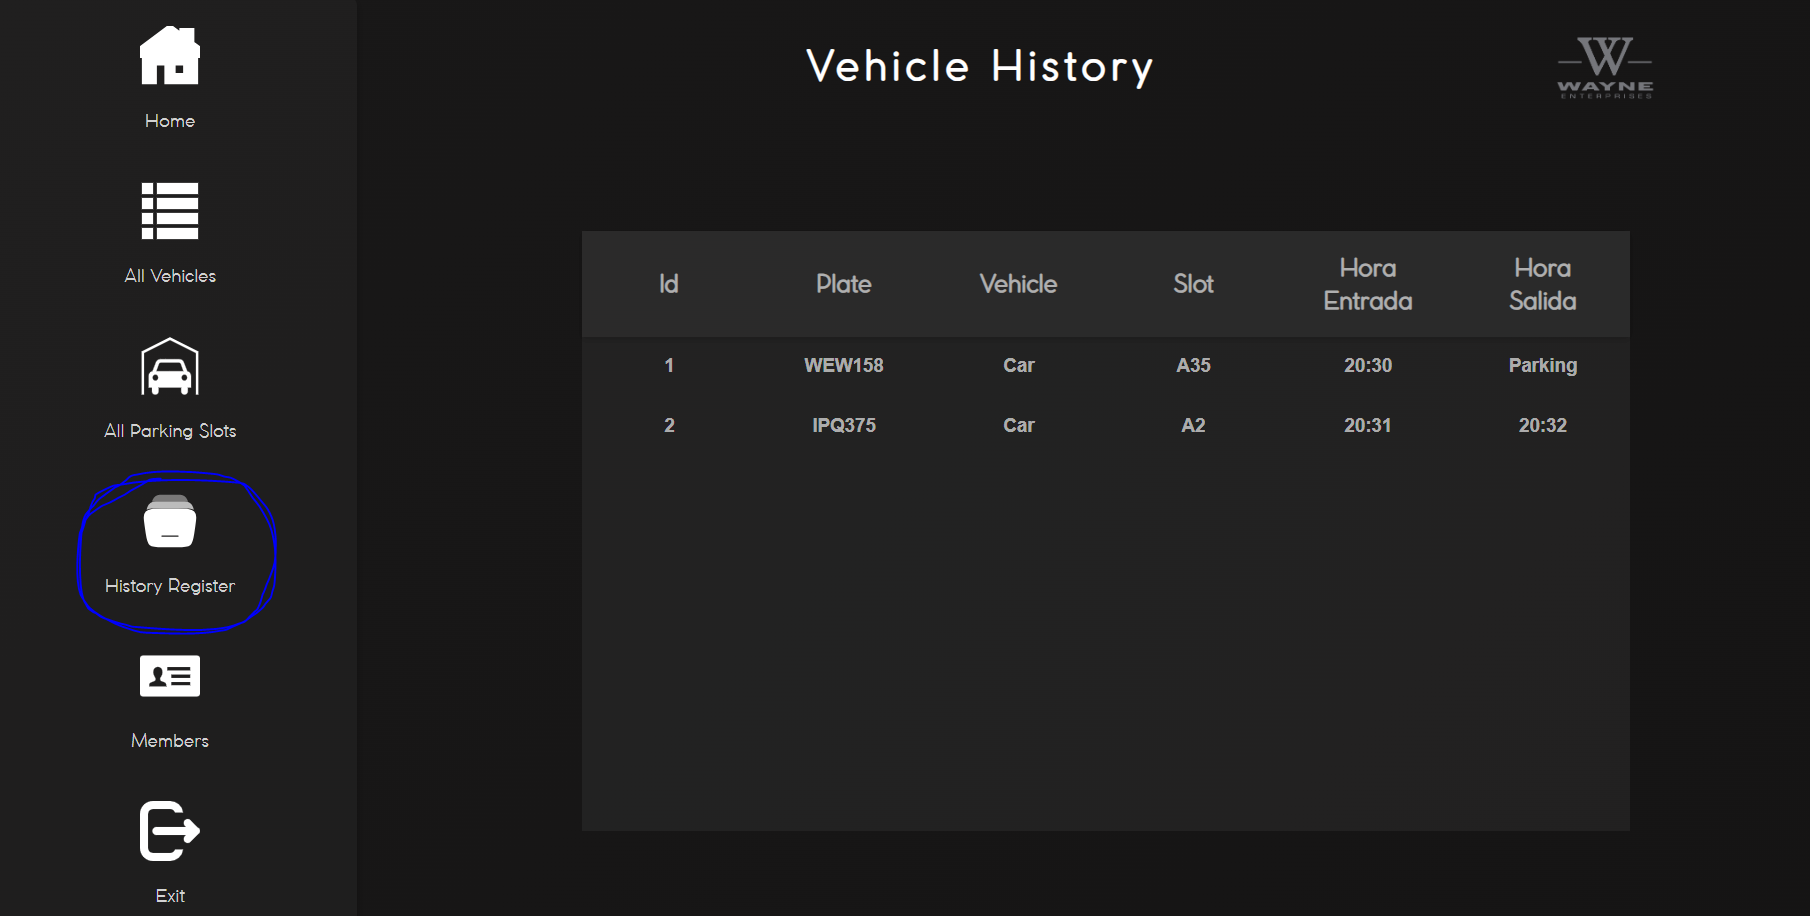 Home
All Vehicles
All Parking Slots
History Register
Members
Exit
Vehicle History
W
WAYNE
ENTERPRISES
Id Plate Vehicle Slot Hora Entrada Hora Salida
1 WEW158 Car A35 20:30 Parking
2 IPQ375 Car A2 20:31 20:32